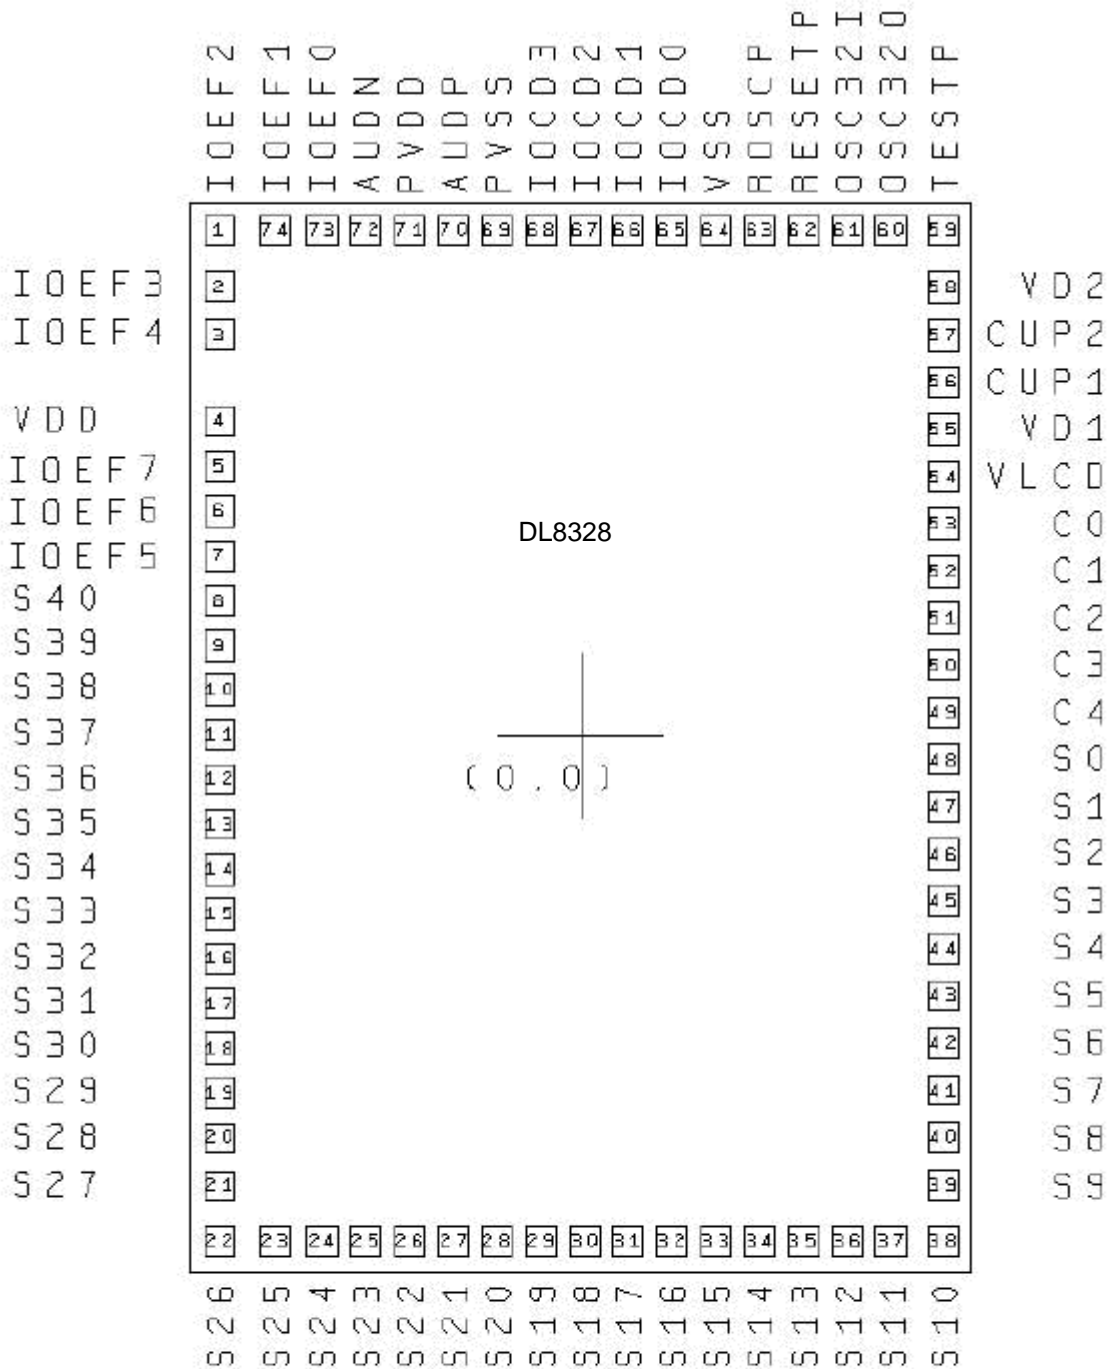 IOEF2
IOEF1
IOEF0
AUDN
PVDD
AUDP
PVSS
IOCD3
IOCD2
IOCD1
IOCD0
VSS
ROSCP
RESETP
OSC32I
OSC32O
TESTP
1 74 73 72 71 70 69 68 67 66 65 64 63 62 61 60 59
IOEF3 2 58 VD2
IOEF4 3 57 CUP2
56 CUP1
VDD 4 55 VD1
IOEF7 5 54 VLCD
IOEF6 6 53 C0
DL8328
IOEF5 7 52 C1
S40 8 51 C2
S39 9 50 C3
S38 10 49 C4
S37 11 48 S0
S36 12 47 S1
(0,0)
S35 13 46 S2
S34 14 45 S3
S33 15 44 S4
S32 16 43 S5
S31 17 42 S6
S30 18 41 S7
S29 19 40 S8
S28 20 39 S9
S27 21
22 23 24 25 26 27 28 29 30 31 32 33 34 35 36 37 38
S26
S25
S24
S23
S22
S21
S20
S19
S18
S17
S16
S15
S14
S13
S12
S11
S10